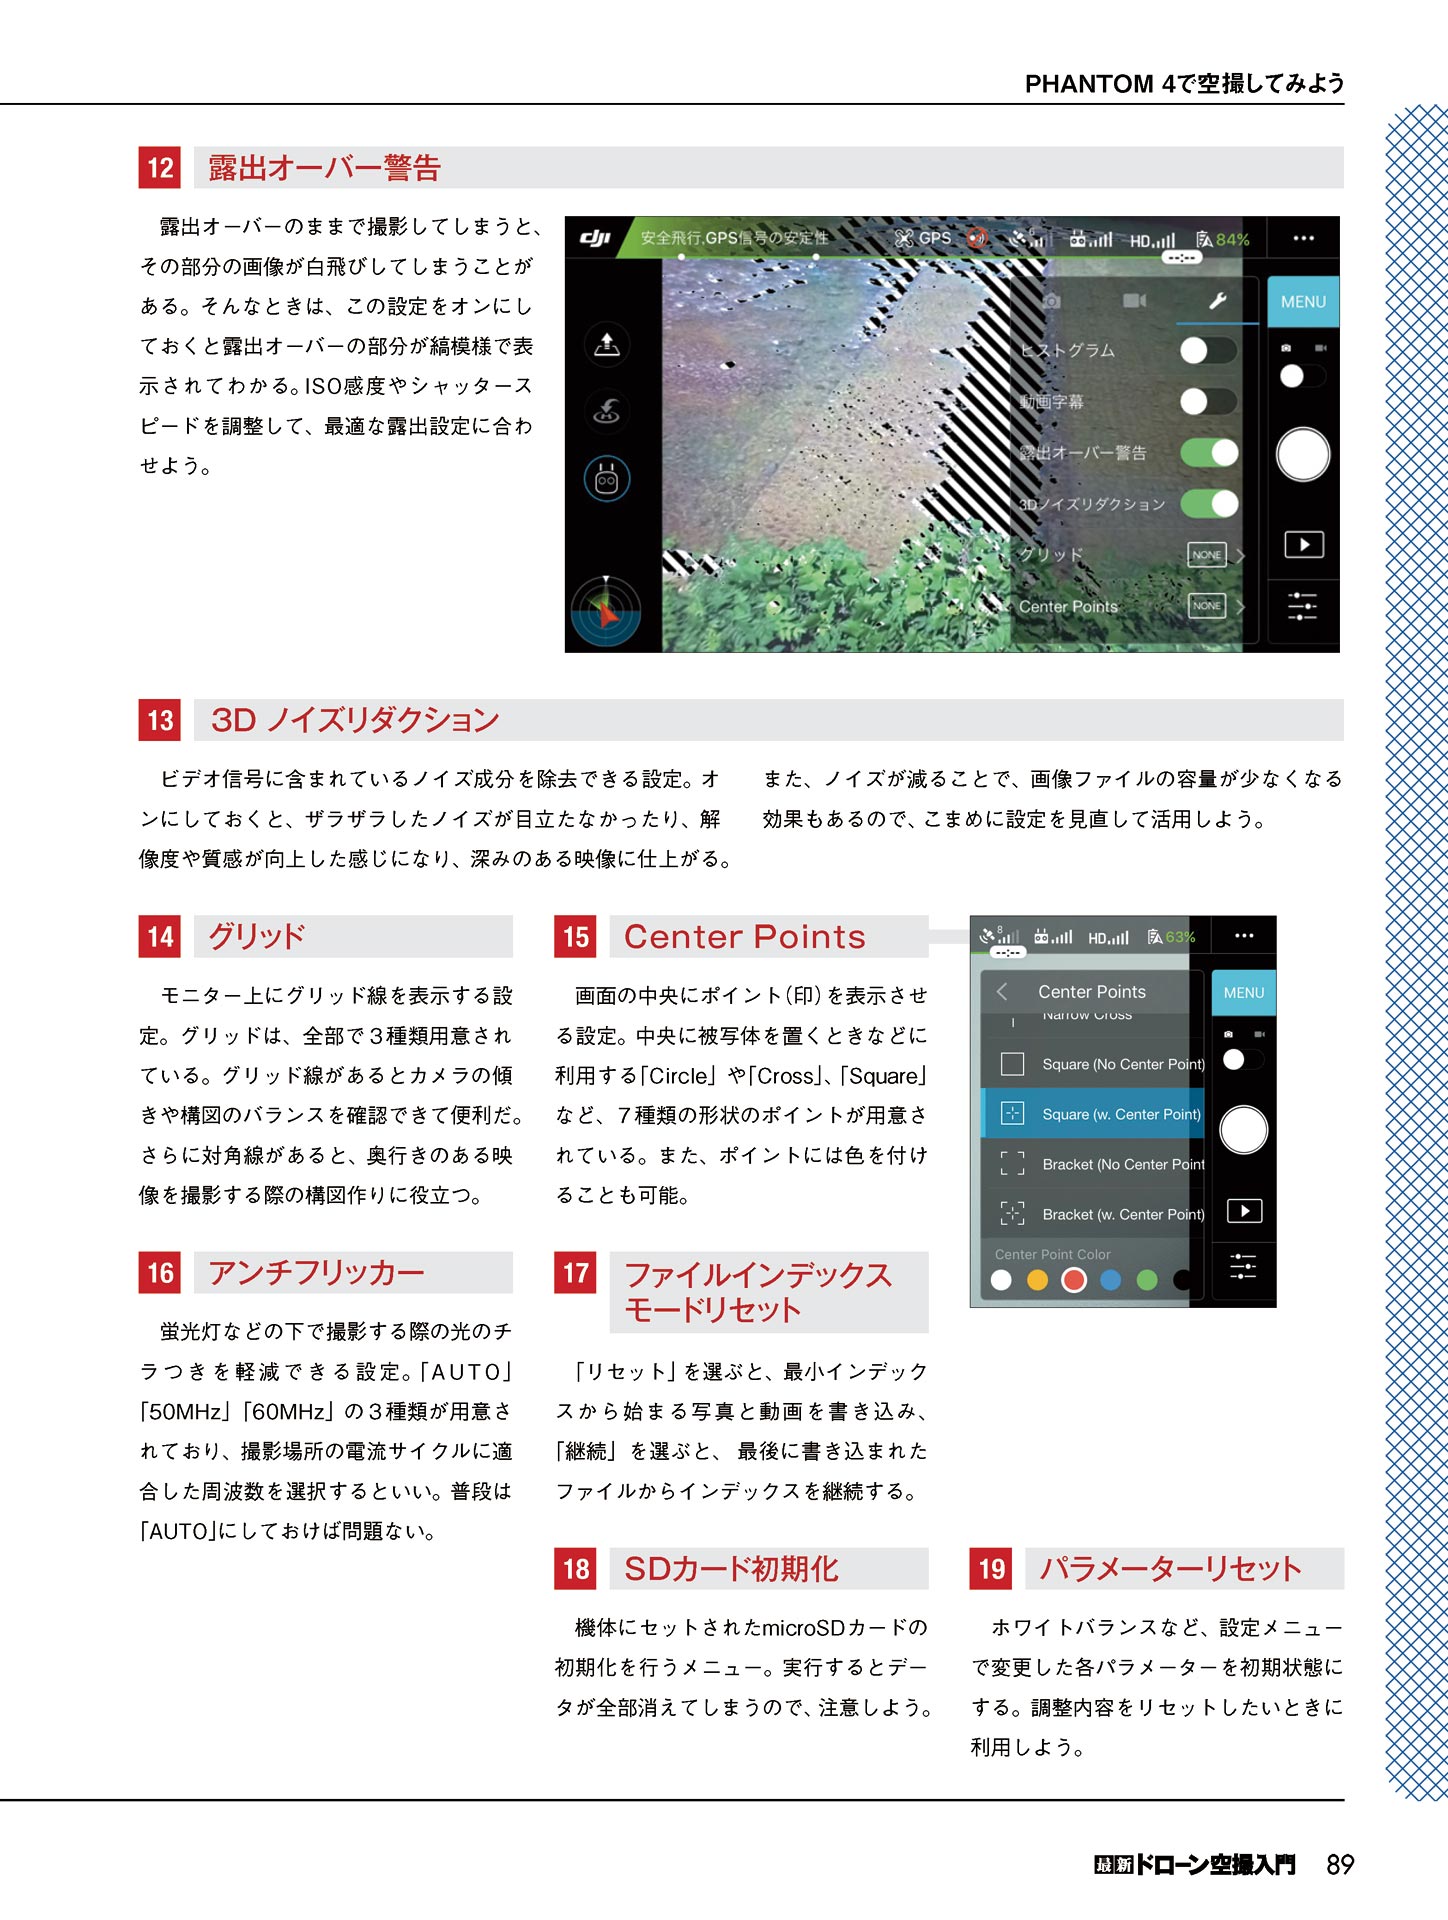 PHANTOM 4で空撮してみよう
12 露出オーバー警告
露出オーバーのままで撮影してしまうと、
その部分の画像が白飛びしてしまうことが
ある。そんなときは、この設定をオンにし
ておくと露出オーバーの部分が縞模様で表
示されてわかる。ISO感度やシャッタース
ピードを調整して、最適な露出設定に合わ
せよう。
dji 安全飛行.GPS信号の安定性 GPS HD 84%
MENU
ヒストグラム
動画字幕
露出オーバー警告
3Dノイズリダクション
グリッド NONE
Center Points NONE
13 3D ノイズリダクション
ビデオ信号に含まれているノイズ成分を除去できる設定。オ
ンにしておくと、ザラザラしたノイズが目立たなかったり、解
像度や質感が向上した感じになり、深みのある映像に仕上がる。
また、ノイズが減ることで、画像ファイルの容量が少なくなる
効果もあるので、こまめに設定を見直して活用しよう。
14 グリッド
モニター上にグリッド線を表示する設
定。グリッドは、全部で３種類用意され
ている。グリッド線があるとカメラの傾
きや構図のバランスを確認できて便利だ。
さらに対角線があると、奥行きのある映
像を撮影する際の構図作りに役立つ。
15 Center Points
画面の中央にポイント（印）を表示させ
る設定。中央に被写体を置くときなどに
利用する「Circle」や「Cross」、「Square」
など、７種類の形状のポイントが用意さ
れている。また、ポイントには色を付け
ることも可能。
8 HD 63%
MENU
Center Points
Narrow Cross
Square (No Center Point)
Square (w. Center Point)
Bracket (No Center Point
Bracket (w. Center Point)
Center Point Color
16 アンチフリッカー
蛍光灯などの下で撮影する際の光のチ
ラつきを軽減できる設定。「AUTO」
「50MHz」「60MHz」の３種類が用意さ
れており、撮影場所の電流サイクルに適
合した周波数を選択するといい。普段は
「AUTO」にしておけば問題ない。
17 ファイルインデックス
モードリセット
「リセット」を選ぶと、最小インデック
スから始まる写真と動画を書き込み、
「継続」を選ぶと、最後に書き込まれた
ファイルからインデックスを継続する。
18 SDカード初期化
機体にセットされたmicroSDカードの
初期化を行うメニュー。実行するとデー
タが全部消えてしまうので、注意しよう。
19 パラメーターリセット
ホワイトバランスなど、設定メニュー
で変更した各パラメーターを初期状態に
する。調整内容をリセットしたいときに
利用しよう。
最新ドローン空撮入門 89